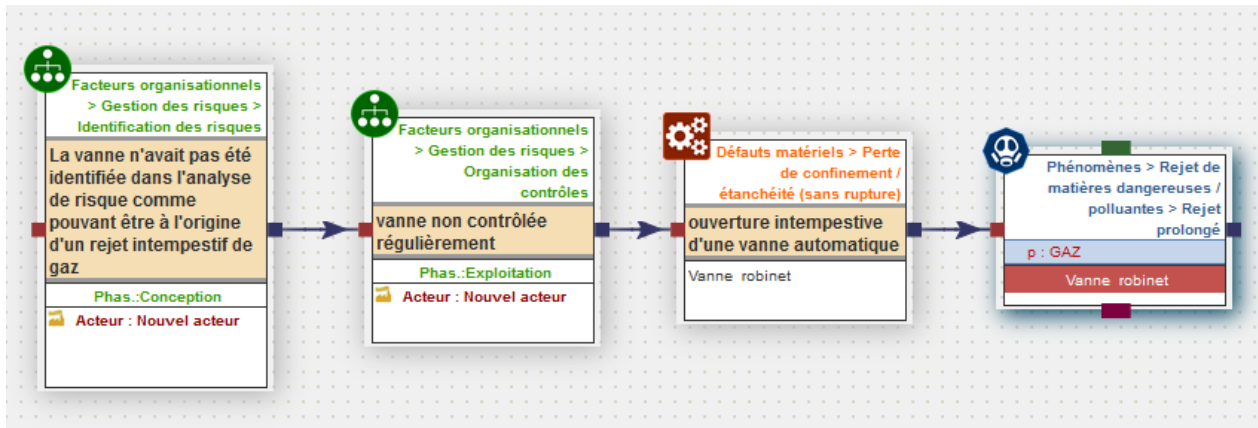 Facteurs organisationnels
> Gestion des risques >
Identification des risques
La vanne n'avait pas été
identifiée dans l'analyse
de risque comme
pouvant être à l'origine
d'un rejet intempestif de
gaz
Phas.:Conception
Acteur : Nouvel acteur
Facteurs organisationnels
> Gestion des risques >
Organisation des
contrôles
vanne non contrôlée
régulièrement
Phas.:Exploitation
Acteur : Nouvel acteur
Défauts matériels > Perte
de confinement /
étanchéité (sans rupture)
ouverture intempestive
d'une vanne automatique
Vanne robinet
Phénomènes > Rejet de
matières dangereuses /
polluantes > Rejet
prolongé
p : GAZ
Vanne robinet